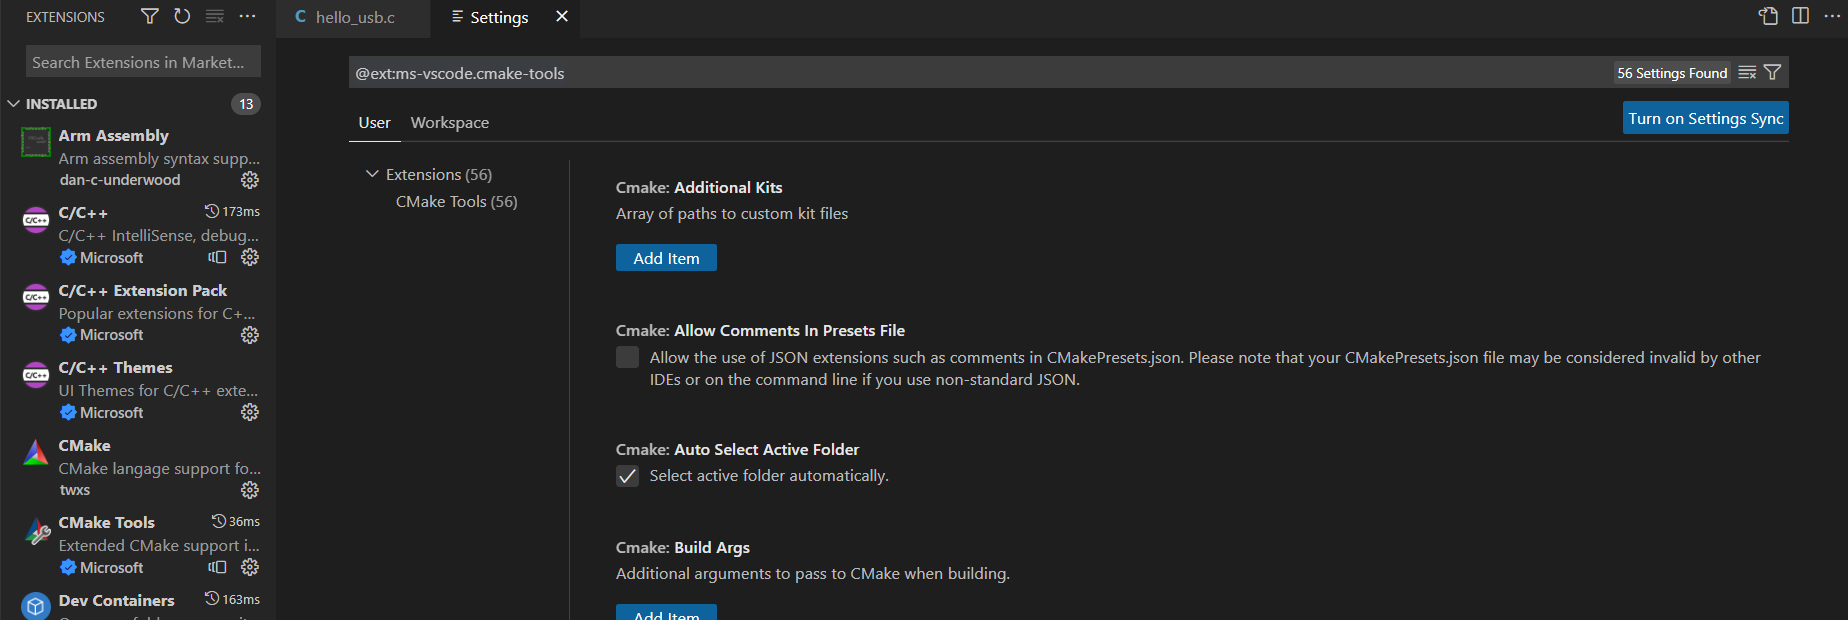 EXTENSIONS
Search Extensions in Market...
INSTALLED
13
Arm Assembly
Arm assembly syntax supp...
dan-c-underwood
C/C++
173ms
C/C++ IntelliSense, debug...
Microsoft
C/C++ Extension Pack
Popular extensions for C+...
Microsoft
C/C++ Themes
UI Themes for C/C++ exte...
Microsoft
CMake
CMake langage support fo...
twxs
CMake Tools
36ms
Extended CMake support i...
Microsoft
Dev Containers
163ms
C hello_usb.c
Settings
@ext:ms-vscode.cmake-tools
56 Settings Found
User
Workspace
Turn on Settings Sync
Extensions (56)
CMake Tools (56)
Cmake: Additional Kits
Array of paths to custom kit files
Add Item
Cmake: Allow Comments In Presets File
Allow the use of JSON extensions such as comments in CMakePresets.json. Please note that your CMakePresets.json file may be considered invalid by other
IDEs or on the command line if you use non-standard JSON.
Cmake: Auto Select Active Folder
Select active folder automatically.
Cmake: Build Args
Additional arguments to pass to CMake when building.
Add Item